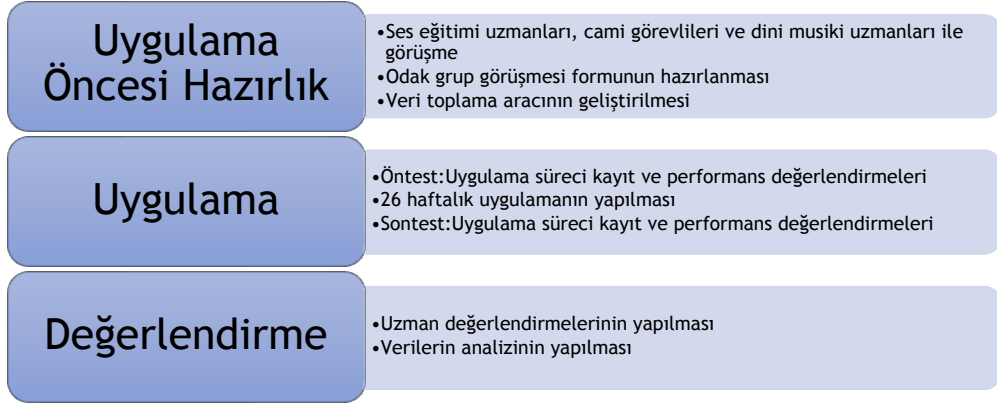 Uygulama
Öncesi Hazırlık
•Ses eğitimi uzmanları, cami görevlileri ve dini musiki uzmanları ile
görüşme
•Odak grup görüşmesi formunun hazırlanması
•Veri toplama aracının geliştirilmesi
Uygulama
•Öntest:Uygulama süreci kayıt ve performans değerlendirmeleri
•26 haftalık uygulamanın yapılması
•Sontest:Uygulama süreci kayıt ve performans değerlendirmeleri
Değerlendirme
•Uzman değerlendirmelerinin yapılması
•Verilerin analizinin yapılması